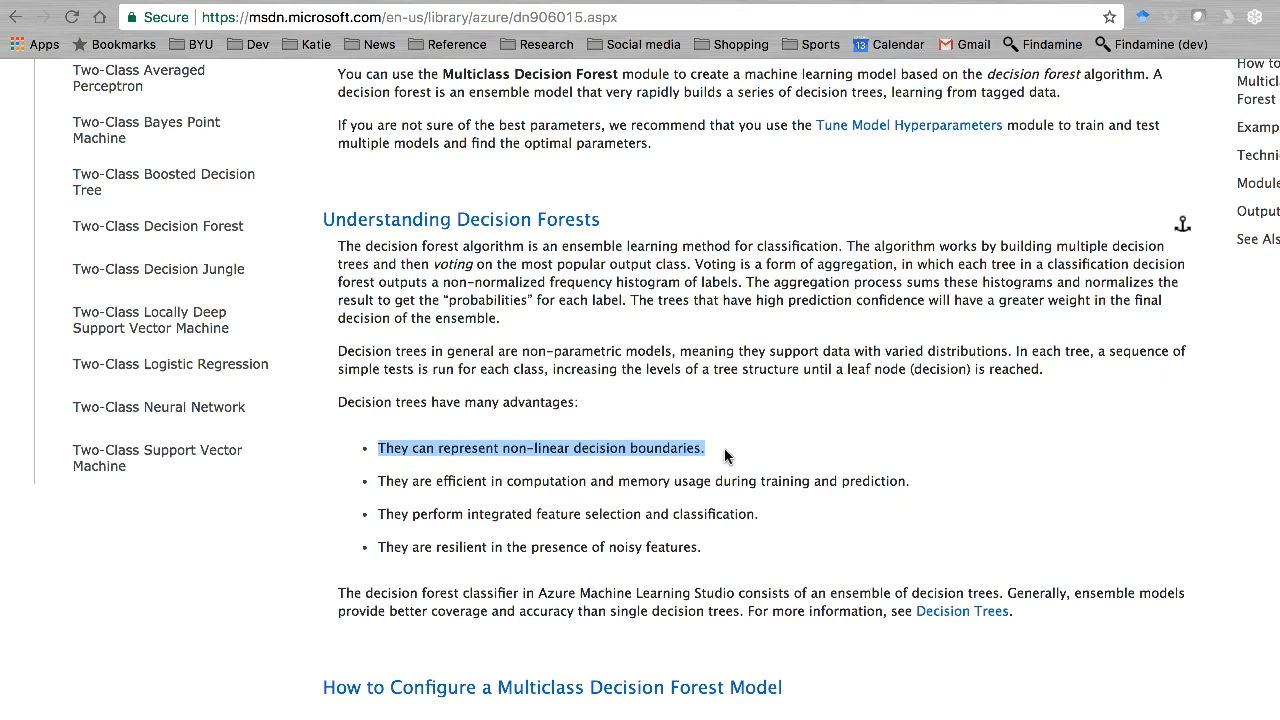 Secure https://msdn.microsoft.com/en-us/library/azure/dn906015.aspx
Apps Bookmarks BYU Dev Katie News Reference Research Social media Shopping Sports 13 Calendar Gmail Findamine Findamine (dev)
Two-Class Averaged
Perceptron
Two-Class Bayes Point
Machine
Two-Class Boosted Decision
Tree
Two-Class Decision Forest
Two-Class Decision Jungle
Two-Class Locally Deep
Support Vector Machine
Two-Class Logistic Regression
Two-Class Neural Network
Two-Class Support Vector
Machine
You can use the Multiclass Decision Forest module to create a machine learning model based on the decision forest algorithm. A
decision forest is an ensemble model that very rapidly builds a series of decision trees, learning from tagged data.
If you are not sure of the best parameters, we recommend that you use the Tune Model Hyperparameters module to train and test
multiple models and find the optimal parameters.
Understanding Decision Forests
The decision forest algorithm is an ensemble learning method for classification. The algorithm works by building multiple decision
trees and then voting on the most popular output class. Voting is a form of aggregation, in which each tree in a classification decision
forest outputs a non-normalized frequency histogram of labels. The aggregation process sums these histograms and normalizes the
result to get the “probabilities” for each label. The trees that have high prediction confidence will have a greater weight in the final
decision of the ensemble.
Decision trees in general are non-parametric models, meaning they support data with varied distributions. In each tree, a sequence of
simple tests is run for each class, increasing the levels of a tree structure until a leaf node (decision) is reached.
Decision trees have many advantages:
• They can represent non-linear decision boundaries.
• They are efficient in computation and memory usage during training and prediction.
• They perform integrated feature selection and classification.
• They are resilient in the presence of noisy features.
The decision forest classifier in Azure Machine Learning Studio consists of an ensemble of decision trees. Generally, ensemble models
provide better coverage and accuracy than single decision trees. For more information, see Decision Trees.
How to Configure a Multiclass Decision Forest Model
How to
Multicl
Forest
Examp
Techni
Module
Output
See Als